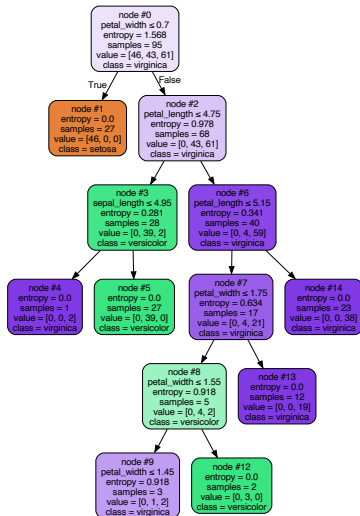 node #0
petal_width ≤ 0.7
entropy = 1.568
samples = 95
value = [46, 43, 61]
class = virginica
True
False
node #1
entropy = 0.0
samples = 27
value = [46, 0, 0]
class = setosa
node #2
petal_length ≤ 4.75
entropy = 0.978
samples = 68
value = [0, 43, 61]
class = virginica
node #3
sepal_length ≤ 4.95
entropy = 0.281
samples = 28
value = [0, 39, 2]
class = versicolor
node #6
petal_length ≤ 5.15
entropy = 0.341
samples = 40
value = [0, 4, 59]
class = virginica
node #4
entropy = 0.0
samples = 1
value = [0, 0, 2]
class = virginica
node #5
entropy = 0.0
samples = 27
value = [0, 39, 0]
class = versicolor
node #7
petal_width ≤ 1.75
entropy = 0.634
samples = 17
value = [0, 4, 21]
class = virginica
node #14
entropy = 0.0
samples = 23
value = [0, 0, 38]
class = virginica
node #8
petal_width ≤ 1.55
entropy = 0.918
samples = 5
value = [0, 4, 2]
class = versicolor
node #13
entropy = 0.0
samples = 12
value = [0, 0, 19]
class = virginica
node #9
petal_width ≤ 1.45
entropy = 0.918
samples = 3
value = [0, 1, 2]
class = virginica
node #12
entropy = 0.0
samples = 2
value = [0, 3, 0]
class = versicolor